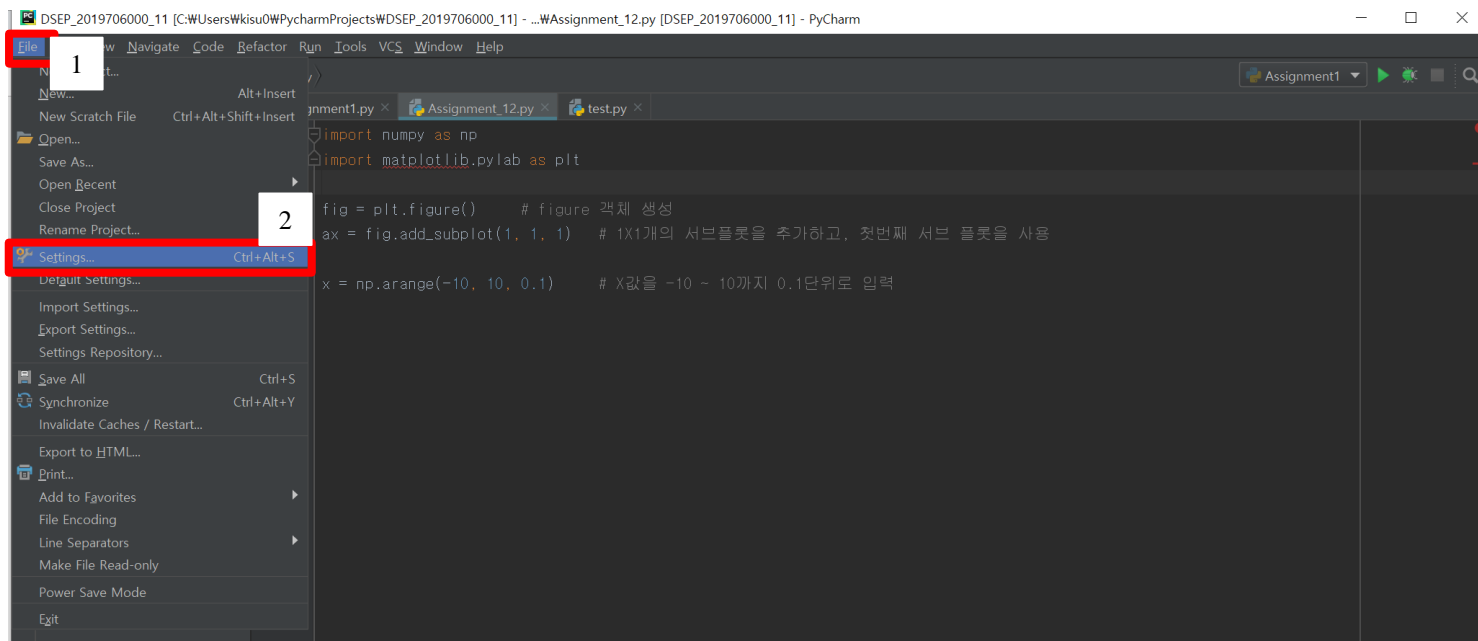 DSEP_2019706000_11 [C:₩Users₩kisu0₩PycharmProjects₩DSEP_2019706000_11] - ...₩Assignment_12.py [DSEP_2019706000_11] - PyCharm
File Navigate Code Refactor Run Tools VCS Window Help
1
Assignment1
New... Alt+Insert
New Scratch File Ctrl+Alt+Shift+Insert
Assignment_12.py test.py
Open...
Save As...
Open Recent
Close Project
Rename Project...
2
Settings... Ctrl+Alt+S
Default Settings...
Import Settings...
Export Settings...
Settings Repository...
Save All Ctrl+S
Synchronize Ctrl+Alt+Y
Invalidate Caches / Restart...
Export to HTML...
Print...
Add to Favorites
File Encoding
Line Separators
Make File Read-only
Power Save Mode
Exit
import numpy as np
import matplotlib.pylab as plt
fig = plt.figure() # figure 객체 생성
ax = fig.add_subplot(1, 1, 1) # 1X1개의 서브플롯을 추가하고, 첫번째 서브 플롯을 사용
x = np.arange(-10, 10, 0.1) # X값을 -10 ~ 10까지 0.1단위로 입력